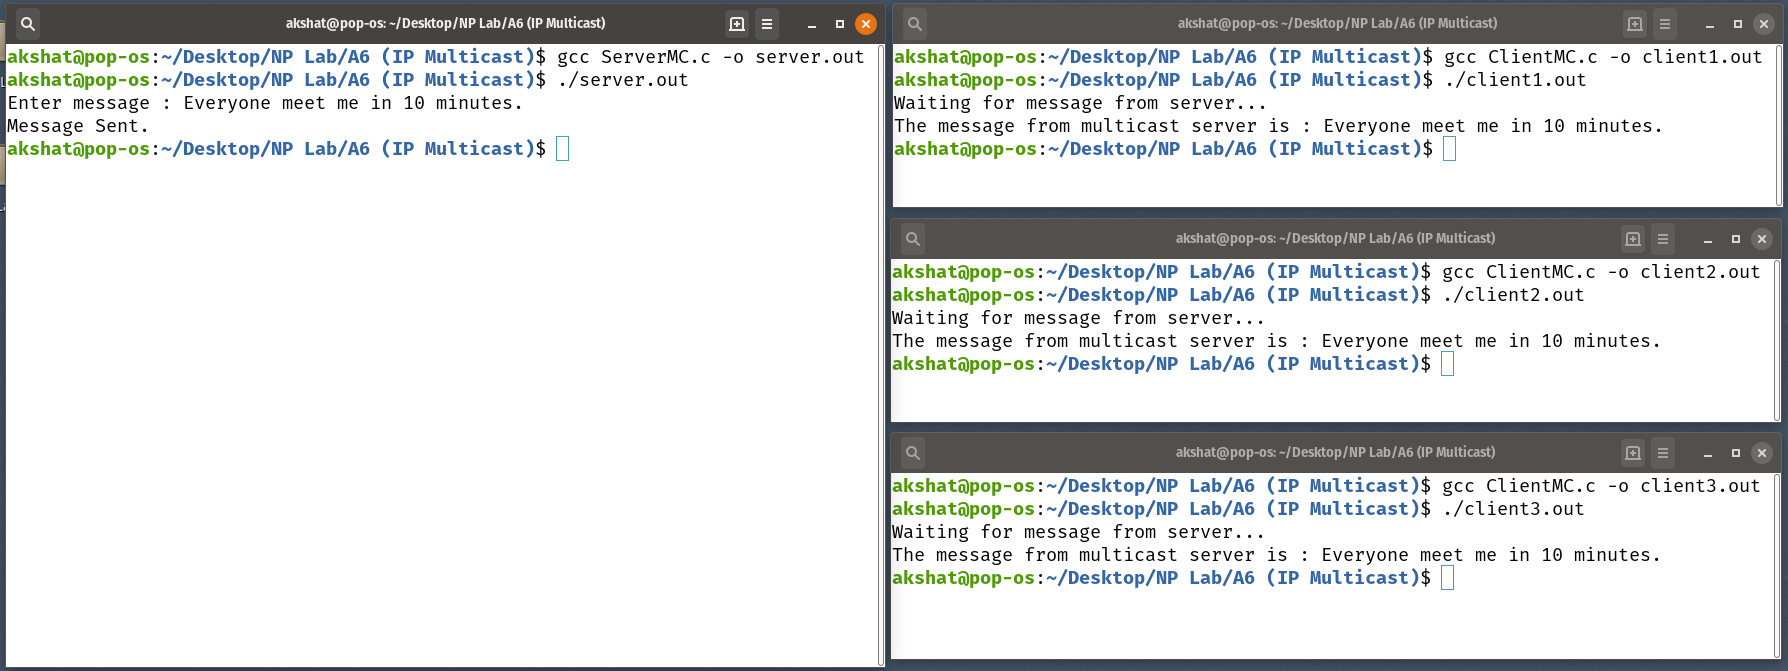 akshat@pop-os: ~/Desktop/NP Lab/A6 (IP Multicast)
akshat@pop-os:~/Desktop/NP Lab/A6 (IP Multicast)$ gcc ServerMC.c -o server.out
akshat@pop-os:~/Desktop/NP Lab/A6 (IP Multicast)$ ./server.out
Enter message : Everyone meet me in 10 minutes.
Message Sent.
akshat@pop-os:~/Desktop/NP Lab/A6 (IP Multicast)$
akshat@pop-os: ~/Desktop/NP Lab/A6 (IP Multicast)
akshat@pop-os:~/Desktop/NP Lab/A6 (IP Multicast)$ gcc ClientMC.c -o client1.out
akshat@pop-os:~/Desktop/NP Lab/A6 (IP Multicast)$ ./client1.out
Waiting for message from server...
The message from multicast server is : Everyone meet me in 10 minutes.
akshat@pop-os:~/Desktop/NP Lab/A6 (IP Multicast)$
akshat@pop-os: ~/Desktop/NP Lab/A6 (IP Multicast)
akshat@pop-os:~/Desktop/NP Lab/A6 (IP Multicast)$ gcc ClientMC.c -o client2.out
akshat@pop-os:~/Desktop/NP Lab/A6 (IP Multicast)$ ./client2.out
Waiting for message from server...
The message from multicast server is : Everyone meet me in 10 minutes.
akshat@pop-os:~/Desktop/NP Lab/A6 (IP Multicast)$
akshat@pop-os: ~/Desktop/NP Lab/A6 (IP Multicast)
akshat@pop-os:~/Desktop/NP Lab/A6 (IP Multicast)$ gcc ClientMC.c -o client3.out
akshat@pop-os:~/Desktop/NP Lab/A6 (IP Multicast)$ ./client3.out
Waiting for message from server...
The message from multicast server is : Everyone meet me in 10 minutes.
akshat@pop-os:~/Desktop/NP Lab/A6 (IP Multicast)$